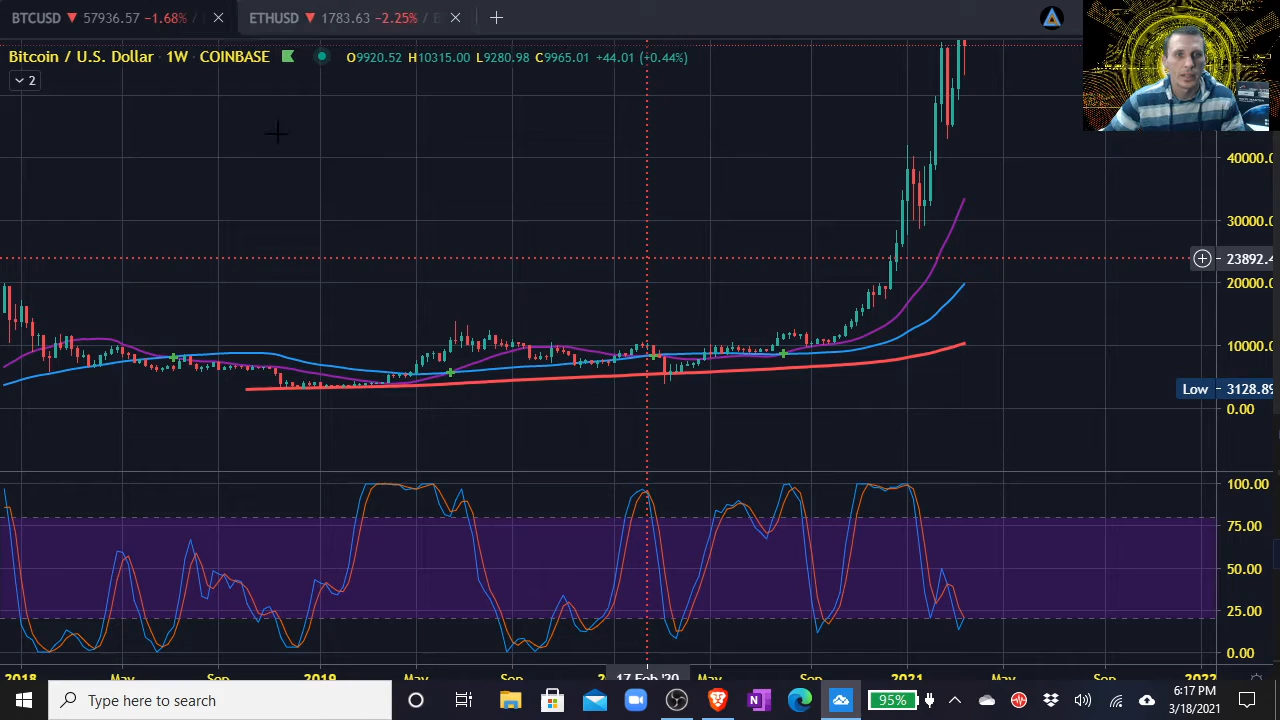 BTCUSD ▼ 57936.57 −1.68% /
ETHUSD ▼ 1783.63 −2.25% /
Bitcoin / U.S. Dollar · 1W · COINBASE
O9920.52 H10315.00 L9280.98 C9965.01 +44.01 (+0.44%)
2
40000.0
30000.0
23892.4
20000.0
10000.0
Low 3128.89
0.00
100.00
75.00
50.00
25.00
0.00
2018 May Sep 2019 May Sep 17 Feb '20 May Sep 2021 May Sep 2022
Type here to search
95%
6:17 PM
3/18/2021